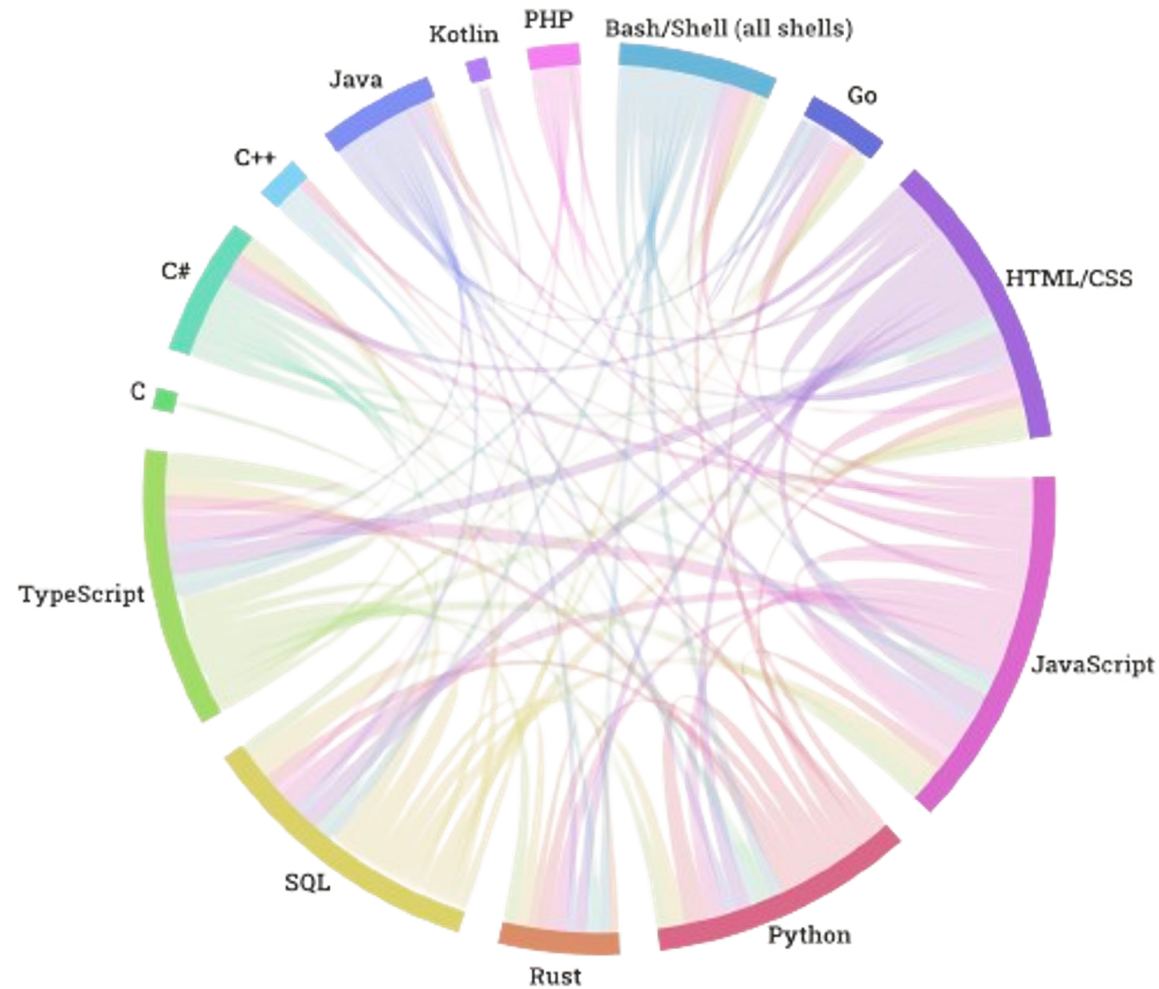 PHP
Bash/Shell (all shells)
Kotlin
Java
Go
C++
C#
HTML/CSS
C
TypeScript
JavaScript
SQL
Python
Rust